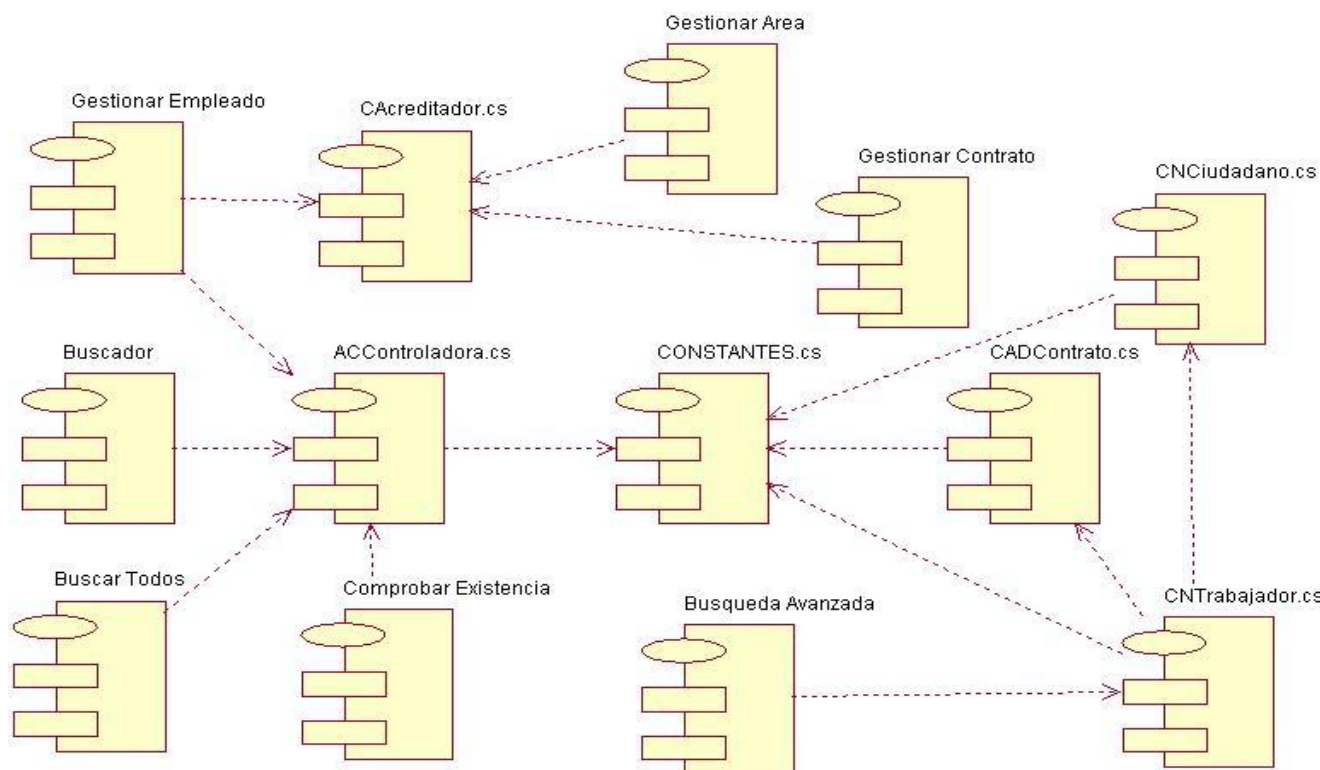 Gestionar Area
Gestionar Empleado
CAcreditador.cs
Gestionar Contrato
CNCiudadano.cs
Buscador
ACControladora.cs
CONSTANTES.cs
CADContrato.cs
Buscar Todos
Comprobar Existencia
Busqueda Avanzada
CNTrabajador.cs